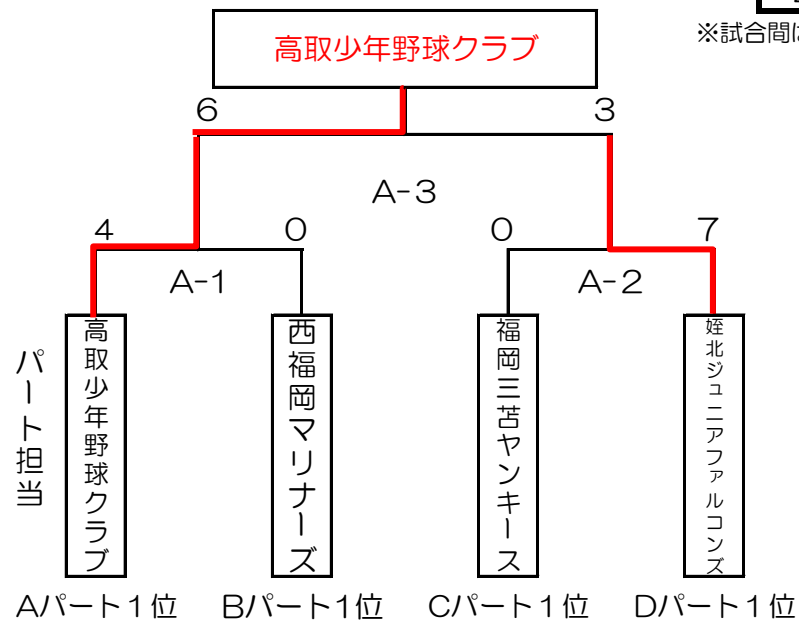 高取少年野球クラブ
※試合間は
6
3
A-3
4
0
0
7
A-1
A-2
パート担当
高取少年野球クラブ
西福岡マリナーズ
福岡三苫ヤンキース
姪北ジュニアファルコンズ
Aパート1位
Bパート1位
Cパート1位
Dパート1位